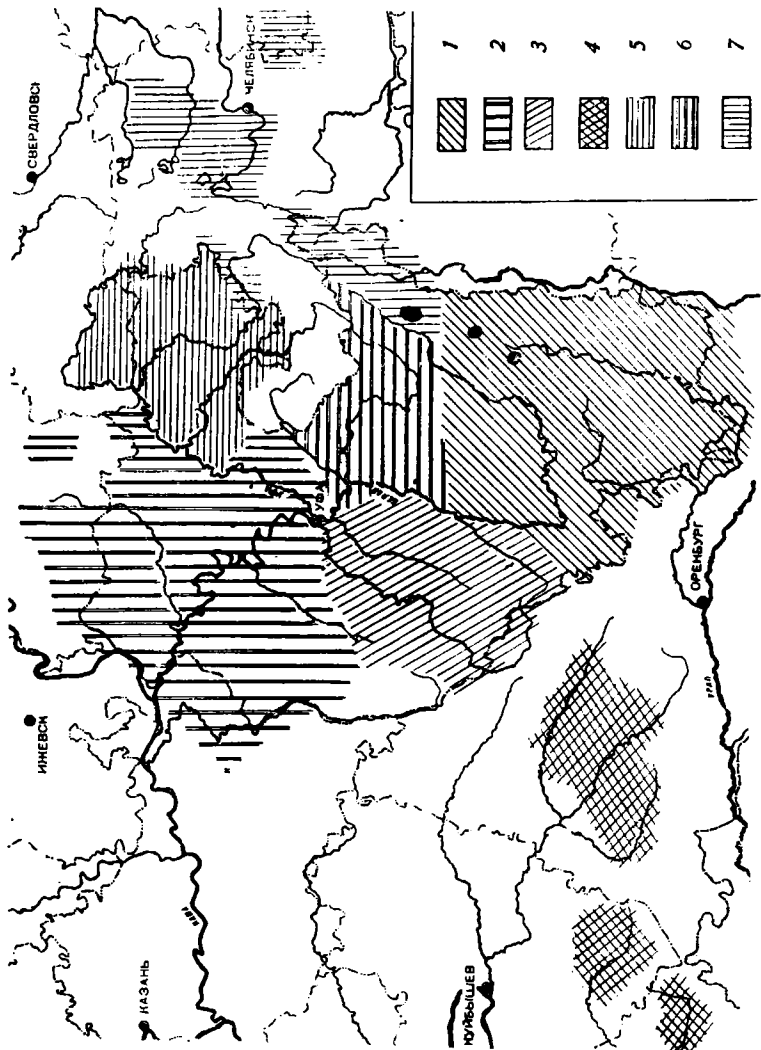 СВЕРДЛОВСК
ЧЕЛЯБИНСК
1
2
3
4
5
6
7
УФА
ИЖЕВСК
ОРЕНБУРГ
УРАЛ
КАЗАНЬ
КУЙБЫШЕВ